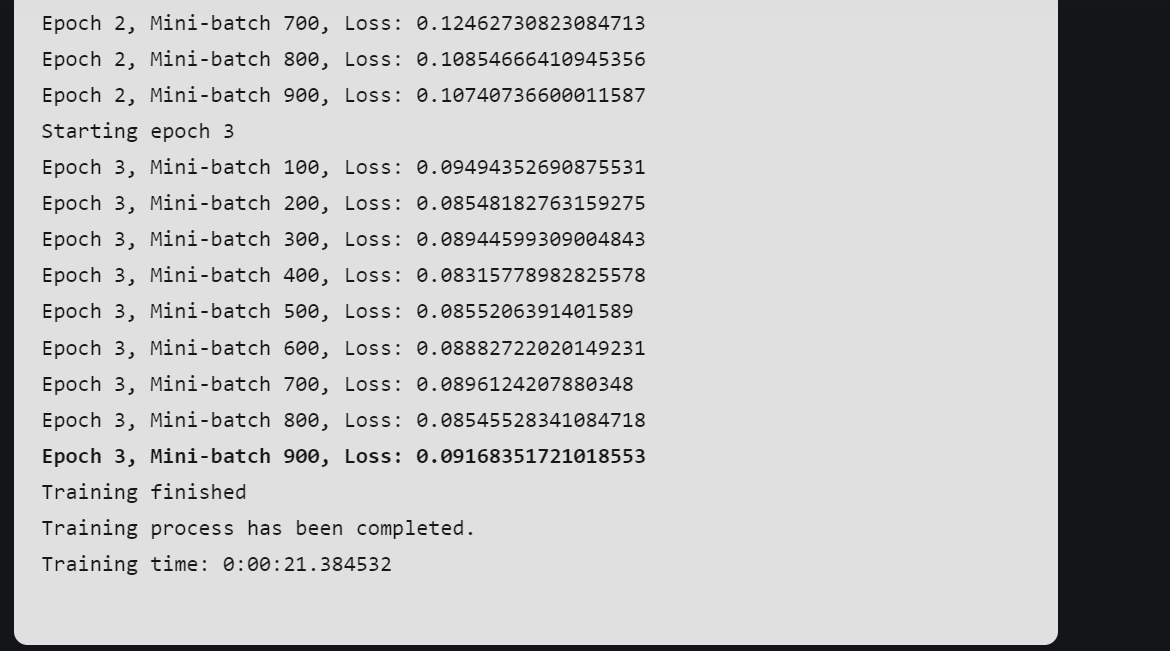 Epoch 2, Mini-batch 700, Loss: 0.12462730823084713
Epoch 2, Mini-batch 800, Loss: 0.10854666410945356
Epoch 2, Mini-batch 900, Loss: 0.10740736600011587
Starting epoch 3
Epoch 3, Mini-batch 100, Loss: 0.09494352690875531
Epoch 3, Mini-batch 200, Loss: 0.08548182763159275
Epoch 3, Mini-batch 300, Loss: 0.08944599309004843
Epoch 3, Mini-batch 400, Loss: 0.08315778982825578
Epoch 3, Mini-batch 500, Loss: 0.0855206391401589
Epoch 3, Mini-batch 600, Loss: 0.08882722020149231
Epoch 3, Mini-batch 700, Loss: 0.0896124207880348
Epoch 3, Mini-batch 800, Loss: 0.08545528341084718
Epoch 3, Mini-batch 900, Loss: 0.09168351721018553
Training finished
Training process has been completed.
Training time: 0:00:21.384532